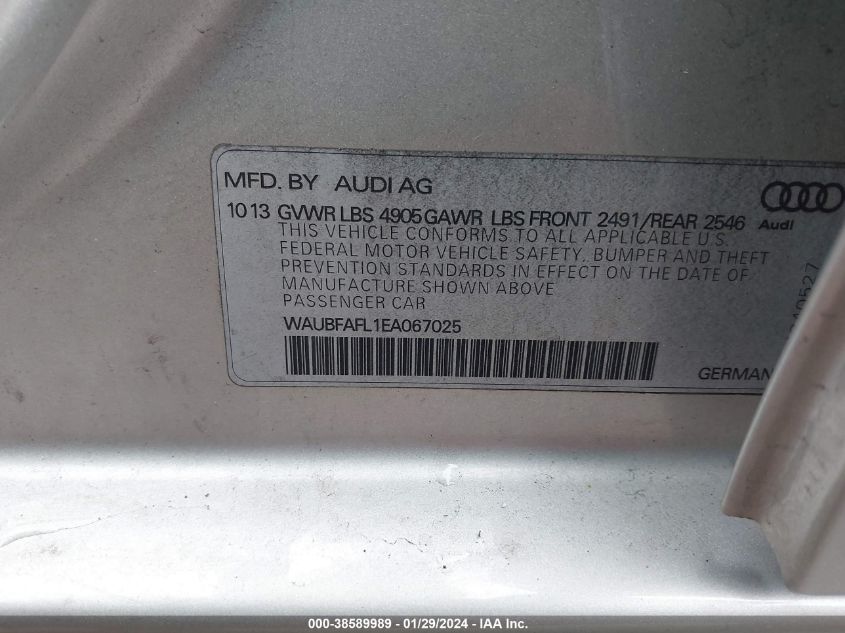 MFD. BY AUDI AG
10 13 GVWR LBS 4905 GAWR LBS FRONT 2491/REAR 2546
Audi
THIS VEHICLE CONFORMS TO ALL APPLICABLE U.S.
FEDERAL MOTOR VEHICLE SAFETY, BUMPER AND THEFT
PREVENTION STANDARDS IN EFFECT ON THE DATE OF
MANUFACTURE SHOWN ABOVE
PASSENGER CAR
WAUBFAFL1EA067025
GERMAN
000-38589989 - 01/29/2024 - IAA Inc.